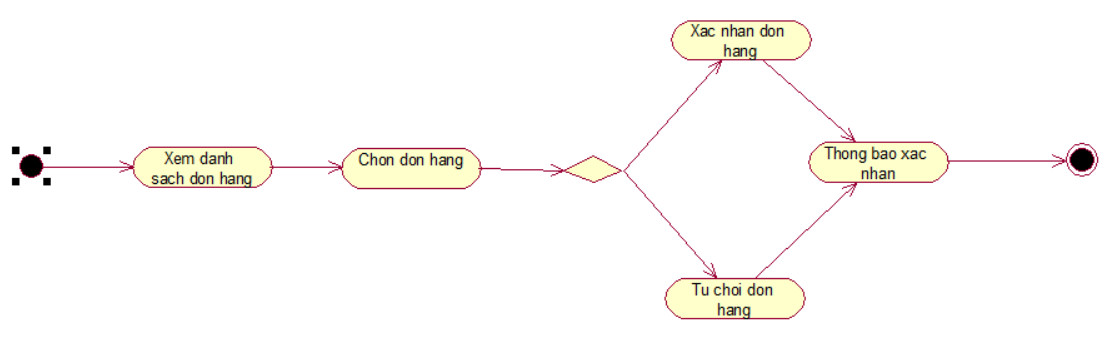 Xem danh
sach don hang
Chon don hang
Xac nhan don
hang
Tu choi don
hang
Thong bao xac
nhan